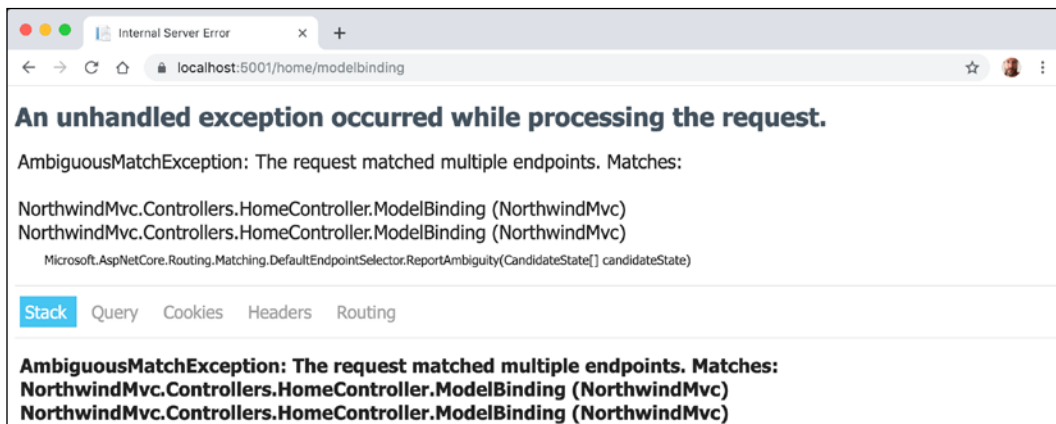 Internal Server Error
localhost:5001/home/modelbinding
An unhandled exception occurred while processing the request.
AmbiguousMatchException: The request matched multiple endpoints. Matches:
NorthwindMvc.Controllers.HomeController.ModelBinding (NorthwindMvc)
NorthwindMvc.Controllers.HomeController.ModelBinding (NorthwindMvc)
Microsoft.AspNetCore.Routing.Matching.DefaultEndpointSelector.ReportAmbiguity(CandidateState[] candidateState)
Stack Query Cookies Headers Routing
AmbiguousMatchException: The request matched multiple endpoints. Matches:
NorthwindMvc.Controllers.HomeController.ModelBinding (NorthwindMvc)
NorthwindMvc.Controllers.HomeController.ModelBinding (NorthwindMvc)